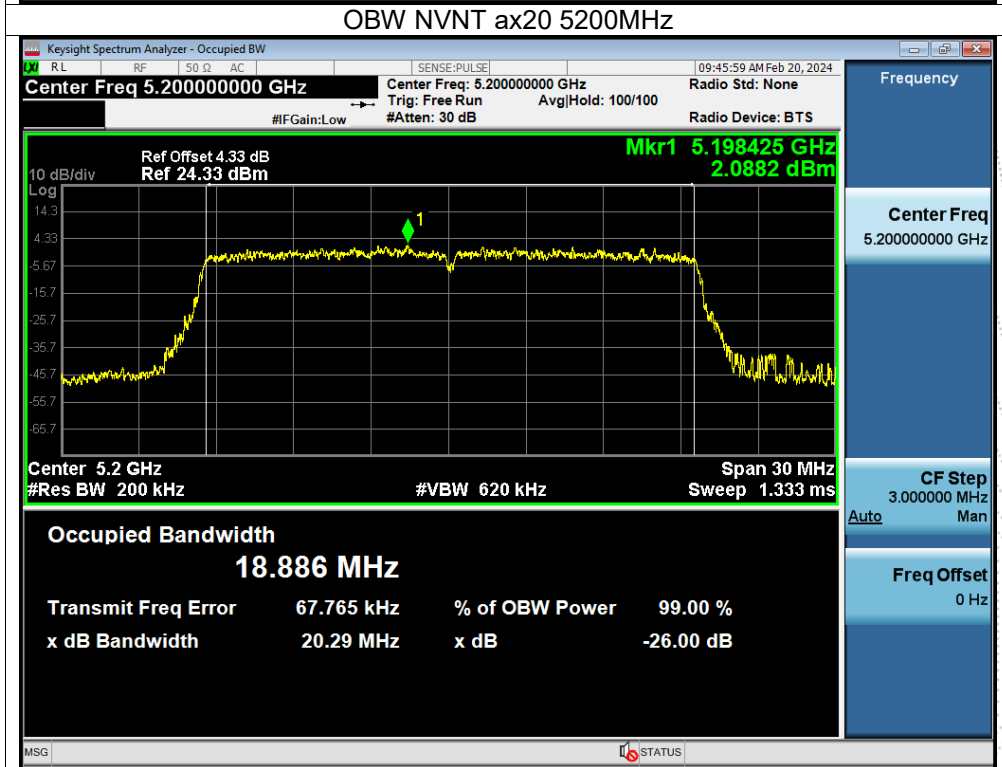 OBW NVNT ax20 5200MHz
Keysight Spectrum Analyzer - Occupied BW
LXI RL RF 50 Ω AC SENSE:PULSE 09:45:59 AM Feb 20, 2024
Center Freq 5.200000000 GHz
Center Freq: 5.200000000 GHz
Radio Std: None
Trig: Free Run Avg|Hold: 100/100
#IFGain:Low
#Atten: 30 dB
Radio Device: BTS
Mkr1 5.198425 GHz
2.0882 dBm
Ref Offset 4.33 dB
10 dB/div Ref 24.33 dBm
Log
14.3
1
4.33
-5.67
-15.7
-25.7
-35.7
-45.7
-55.7
-65.7
Center 5.2 GHz Span 30 MHz
#Res BW 200 kHz #VBW 620 kHz Sweep 1.333 ms
Occupied Bandwidth
18.886 MHz
Transmit Freq Error 67.765 kHz % of OBW Power 99.00 %
x dB Bandwidth 20.29 MHz x dB -26.00 dB
Frequency
Center Freq
5.200000000 GHz
CF Step
3.000000 MHz
Auto Man
Freq Offset
0 Hz
MSG STATUS